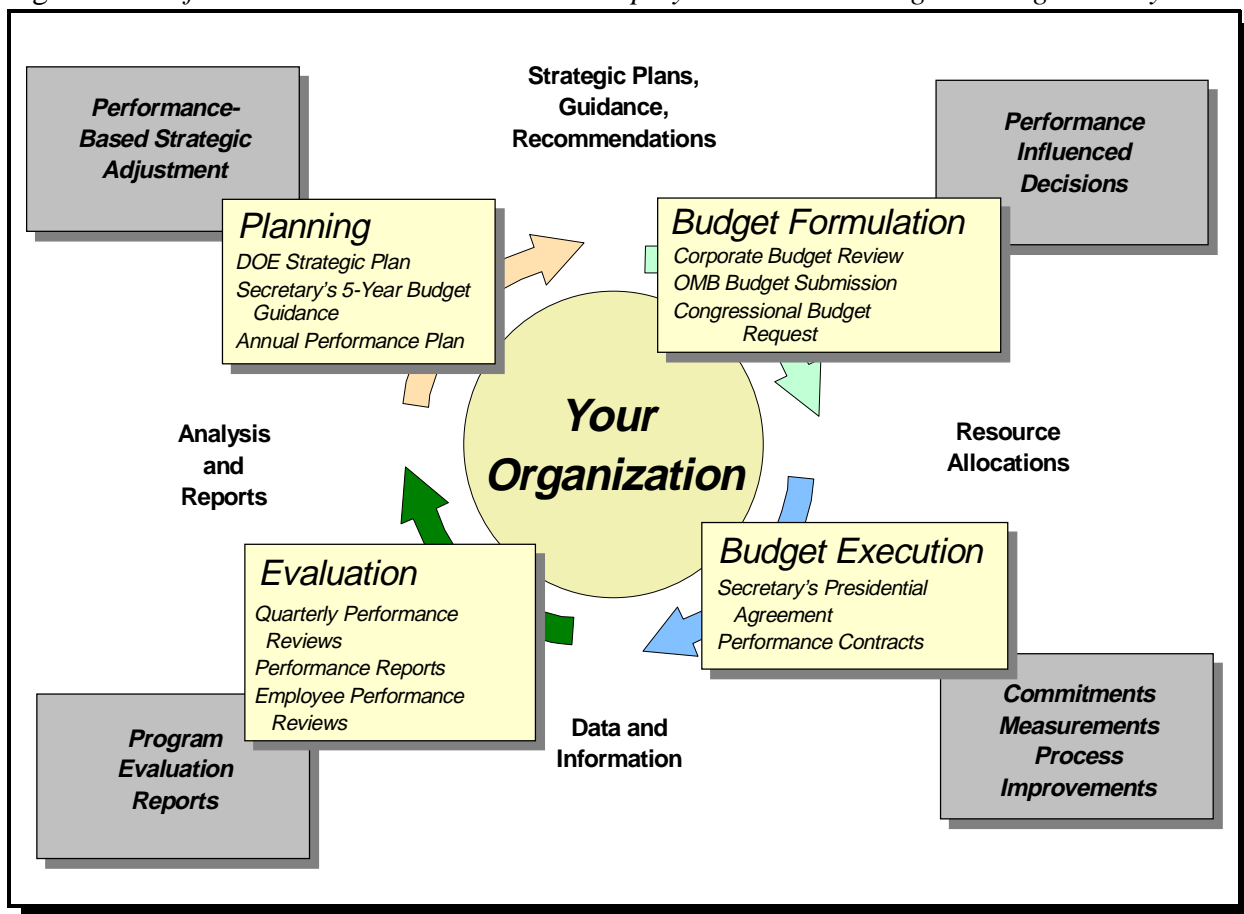 Strategic Plans,
Guidance,
Recommendations
Performance-
Based Strategic
Adjustment
Performance
Influenced
Decisions
Planning
DOE Strategic Plan
Secretary's 5-Year Budget
Guidance
Annual Performance Plan
Budget Formulation
Corporate Budget Review
OMB Budget Submission
Congressional Budget
Request
Your
Organization
Analysis
and
Reports
Resource
Allocations
Evaluation
Quarterly Performance
Reviews
Performance Reports
Employee Performance
Reviews
Budget Execution
Secretary's Presidential
Agreement
Performance Contracts
Program
Evaluation
Reports
Data and
Information
Commitments
Measurements
Process
Improvements